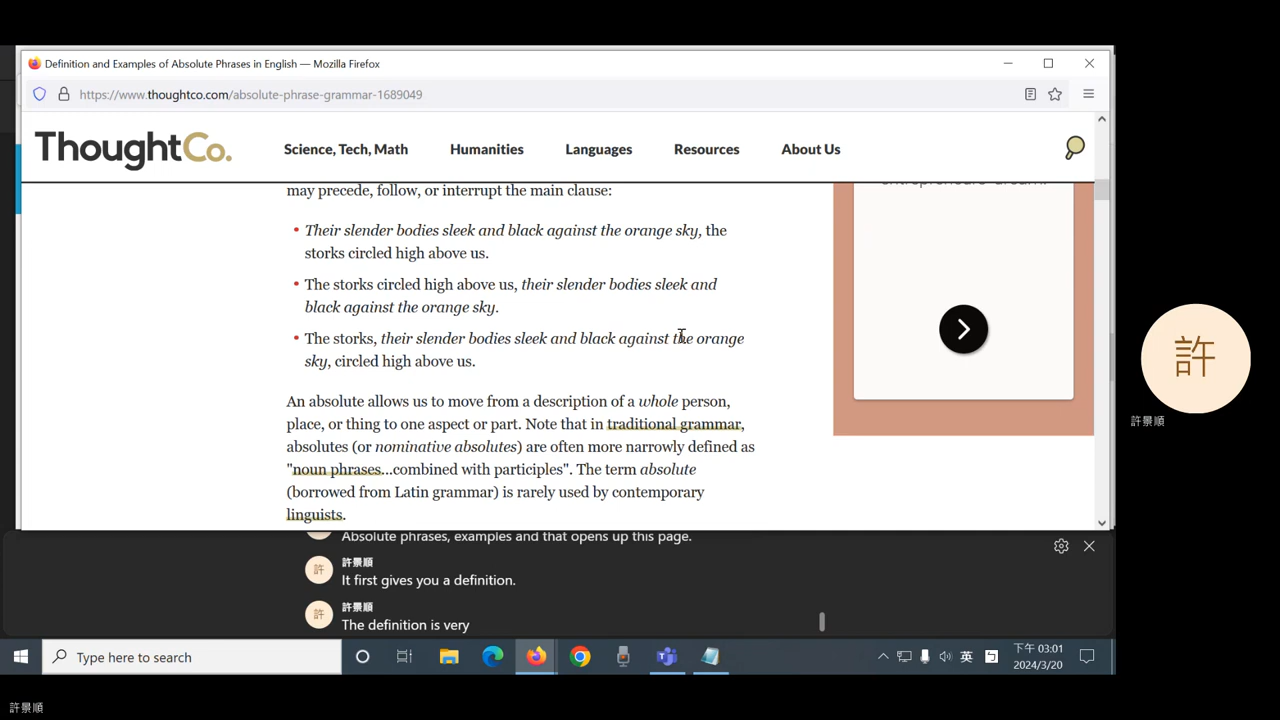 Definition and Examples of Absolute Phrases in English — Mozilla Firefox
https://www.thoughtco.com/absolute-phrase-grammar-1689049
ThoughtCo.
Science, Tech, Math
Humanities
Languages
Resources
About Us
may precede, follow, or interrupt the main clause:
• Their slender bodies sleek and black against the orange sky, the
storks circled high above us.
• The storks circled high above us, their slender bodies sleek and
black against the orange sky.
• The storks, their slender bodies sleek and black against the orange
sky, circled high above us.
An absolute allows us to move from a description of a whole person,
place, or thing to one aspect or part. Note that in traditional grammar,
absolutes (or nominative absolutes) are often more narrowly defined as
"noun phrases...combined with participles". The term absolute
(borrowed from Latin grammar) is rarely used by contemporary
linguists.
許
許景順
Absolute phrases, examples and that opens up this page.
許
許景順
It first gives you a definition.
許
許景順
The definition is very
Type here to search
英
下午 03:01
2024/3/20
許景順